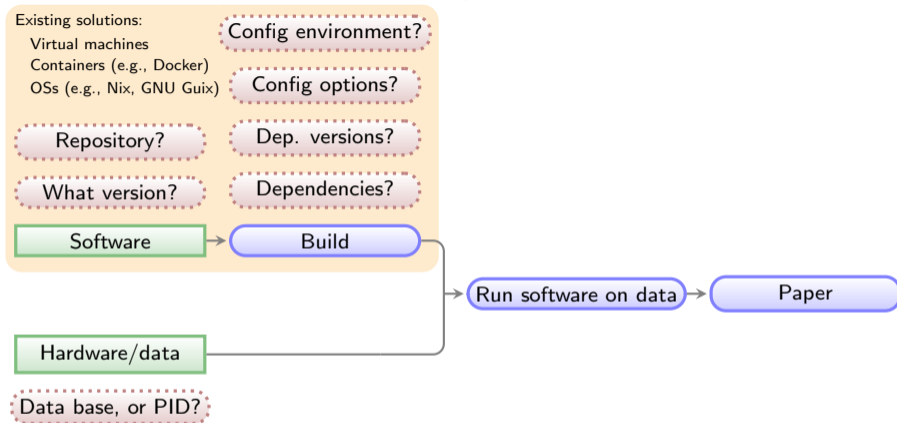 Existing solutions:
Virtual machines
Containers (e.g., Docker)
OSs (e.g., Nix, GNU Guix)
Config environment?
Config options?
Repository?
Dep. versions?
What version?
Dependencies?
Software
Build
Run software on data
Paper
Hardware/data
Data base, or PID?